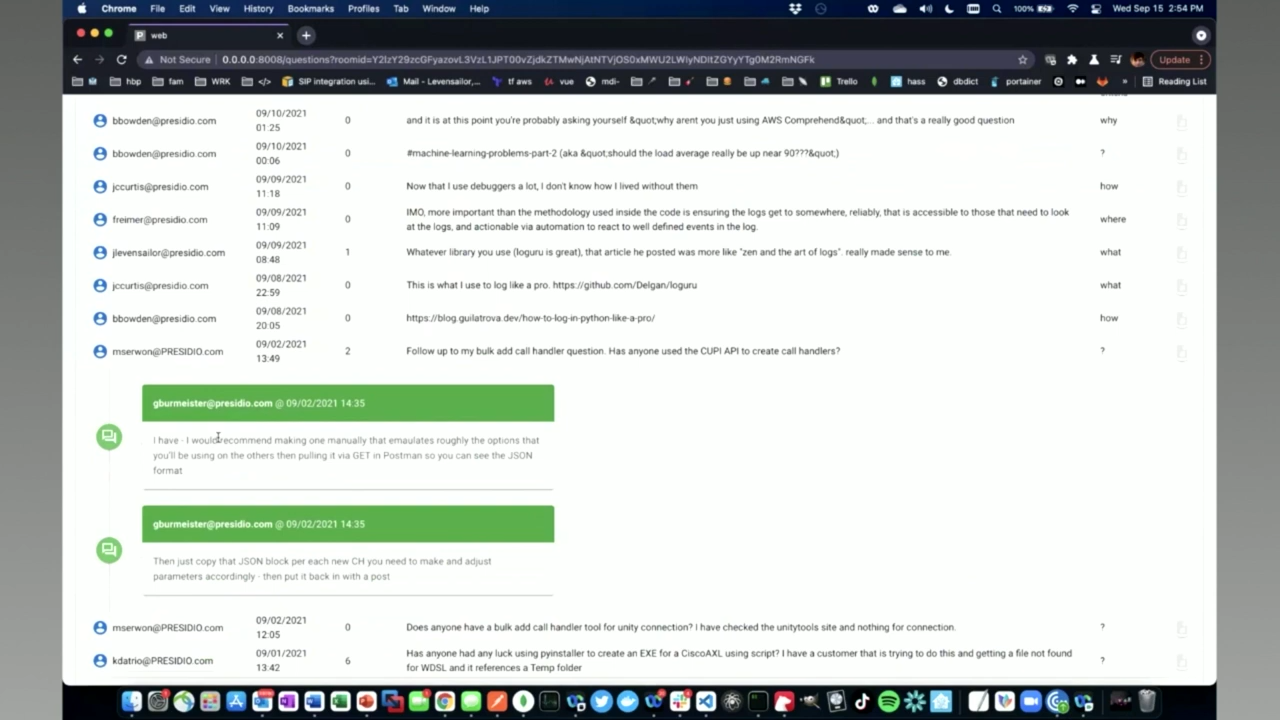 Chrome File Edit View History Bookmarks Profiles Tab Window Help 100% Wed Sep 15 2:54 PM
web
Not Secure 0.0.0.0:8008/questions?roomid=
Update
hbp fam WRK </> SIP integration usi... Mail - Levensailor,... tf aws vue mdi- Trello hass dbdict portainer » Reading List
bbowden@presidio.com 09/10/2021 0 and it is at this point you're probably asking yourself &quot;why arent you just using AWS Comprehend&quot;... and that's a really good question why
01:25
bbowden@presidio.com 09/10/2021 0 #machine-learning-problems-part-2 (aka &quot;should the load average really be up near 90???&quot;) ?
00:06
jccurtis@presidio.com 09/09/2021 0 Now that I use debuggers a lot, I don't know how I lived without them how
11:18
freimer@presidio.com 09/09/2021 0 IMO, more important than the methodology used inside the code is ensuring the logs get to somewhere, reliably, that is accessible to those that need to look where
11:09 at the logs, and actionable via automation to react to well defined events in the log.
jlevensailor@presidio.com 09/09/2021 1 Whatever library you use (loguru is great), that article he posted was more like "zen and the art of logs". really made sense to me. what
08:48
jccurtis@presidio.com 09/08/2021 0 This is what I use to log like a pro. https://github.com/Delgan/loguru what
22:59
bbowden@presidio.com 09/08/2021 0 https://blog.guilatrova.dev/how-to-log-in-python-like-a-pro/ how
20:05
mserwon@PRESIDIO.com 09/02/2021 2 Follow up to my bulk add call handler question. Has anyone used the CUPI API to create call handlers? ?
13:49
gburmeister@presidio.com @ 09/02/2021 14:35
I have - I would recommend making one manually that emaulates roughly the options that
you'll be using on the others then pulling it via GET in Postman so you can see the JSON
format
gburmeister@presidio.com @ 09/02/2021 14:35
Then just copy that JSON block per each new CH you need to make and adjust
parameters accordingly - then put it back in with a post
mserwon@PRESIDIO.com 09/02/2021 0 Does anyone have a bulk add call handler tool for unity connection? I have checked the unitytools site and nothing for connection. ?
12:05
kdatrio@PRESIDIO.com 09/01/2021 6 Has anyone had any luck using pyinstaller to create an EXE for a CiscoAXL using script? I have a customer that is trying to do this and getting a file not found ?
13:42 for WDSL and it references a Temp folder